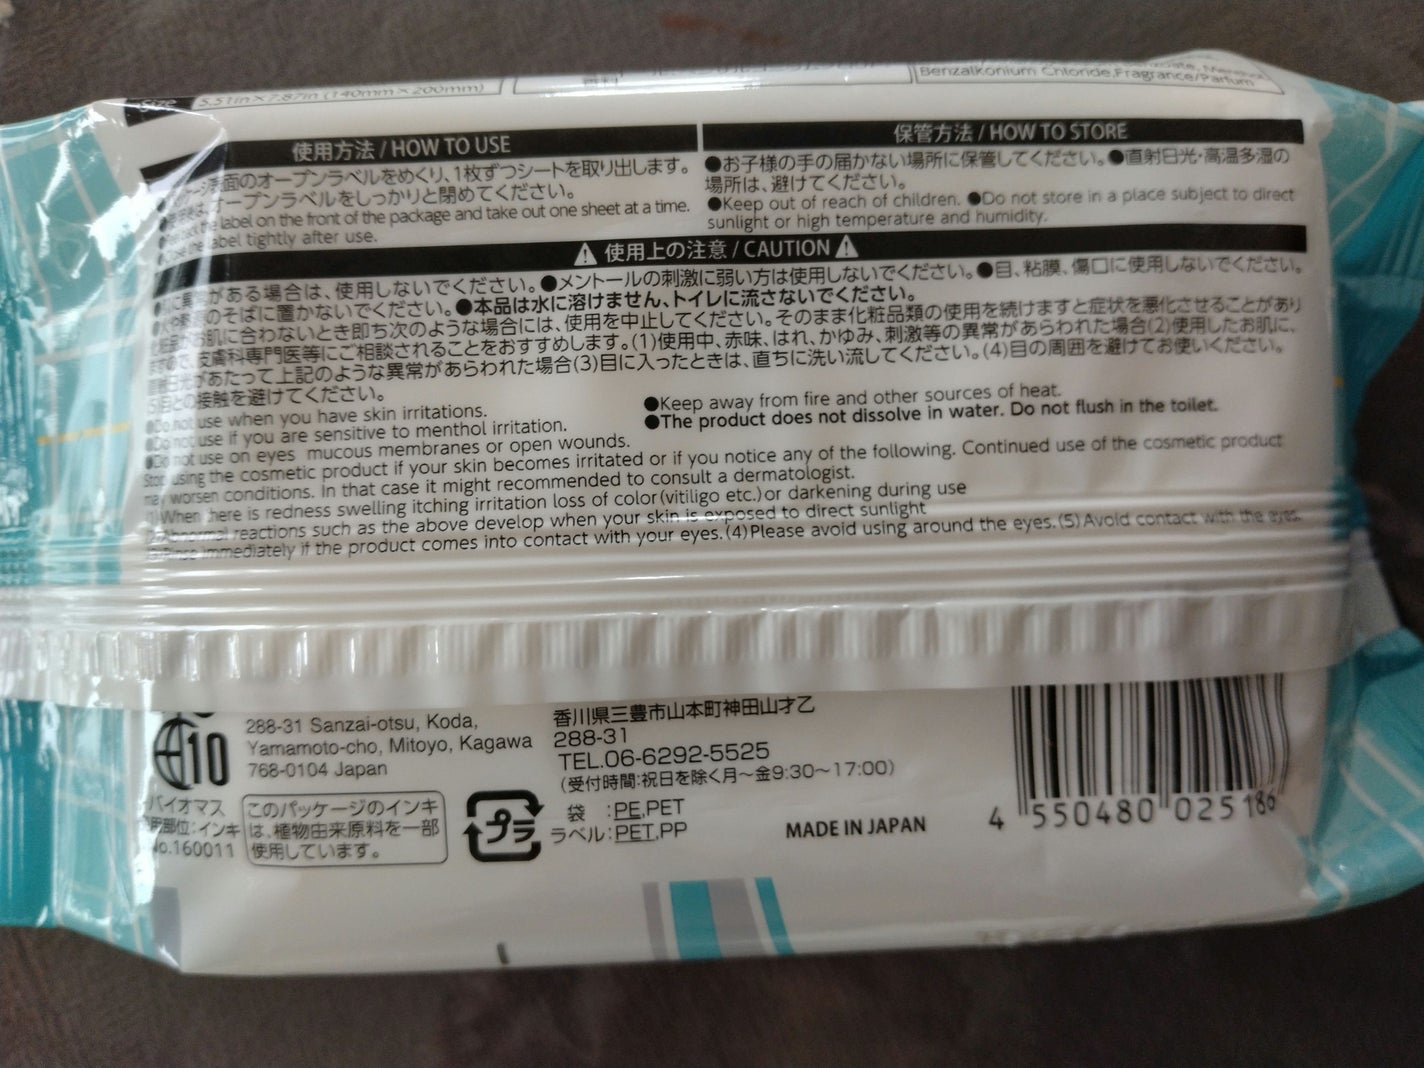 Size 5.51in×7.87in (140mm×200mm)
香料
Benzalkonium Chloride,Fragrance/Parfum
使用方法 / HOW TO USE
表面のオープンラベルをめくり、1枚ずつシートを取り出します。
オープンラベルをしっかりと閉めてください。
the label on the front of the package and take out one sheet at a time.
label tightly after use.
保管方法 / HOW TO STORE
●お子様の手の届かない場所に保管してください。●直射日光・高温多湿の
場所は、避けてください。
●Keep out of reach of children. ●Do not store in a place subject to direct
sunlight or high temperature and humidity.
使用上の注意 / CAUTION
に異常がある場合は、使用しないでください。●メントールの刺激に弱い方は使用しないでください。●目、粘膜、傷口に使用しないでください。
のそばに置かないでください。●本品は水に溶けません、トイレに流さないでください。
お肌に合わないとき即ち次のような場合には、使用を中止してください。そのまま化粧品類の使用を続けますと症状を悪化させることがあり
ますので、皮膚科専門医等にご相談されることをおすすめします。(1)使用中、赤味、はれ、かゆみ、刺激等の異常があらわれた場合(2)使用したお肌に、
直射日光があたって上記のような異常があらわれた場合(3)目に入ったときは、直ちに洗い流してください。(4)目の周囲を避けてお使いください。
(5)目との接触を避けてください。
●Do not use when you have skin irritations.
●Do not use if you are sensitive to menthol irritation.
●Do not use on eyes mucous membranes or open wounds.
●Keep away from fire and other sources of heat.
●The product does not dissolve in water. Do not flush in the toilet.
Stop using the cosmetic product if your skin becomes irritated or if you notice any of the following. Continued use of the cosmetic product
may worsen conditions. In that case it might recommended to consult a dermatologist.
(1)When there is redness swelling itching irritation loss of color(vitiligo etc.)or darkening during use
(2)Abnormal reactions such as the above develop when your skin is exposed to direct sunlight
(3)Rinse immediately if the product comes into contact with your eyes.(4)Please avoid using around the eyes.(5)Avoid contact with the eyes.
10
288-31 Sanzai-otsu, Koda,
Yamamoto-cho, Mitoyo, Kagawa
768-0104 Japan
香川県三豊市山本町神田山才乙
288-31
TEL.06-6292-5525
(受付時間:祝日を除く月～金9:30～17:00)
バイオマス
部位:インキ
No.160011
このパッケージのインキ
は、植物由来原料を一部
使用しています。
プラ
袋 :PE,PET
ラベル:PET,PP
MADE IN JAPAN
4 550480 025186